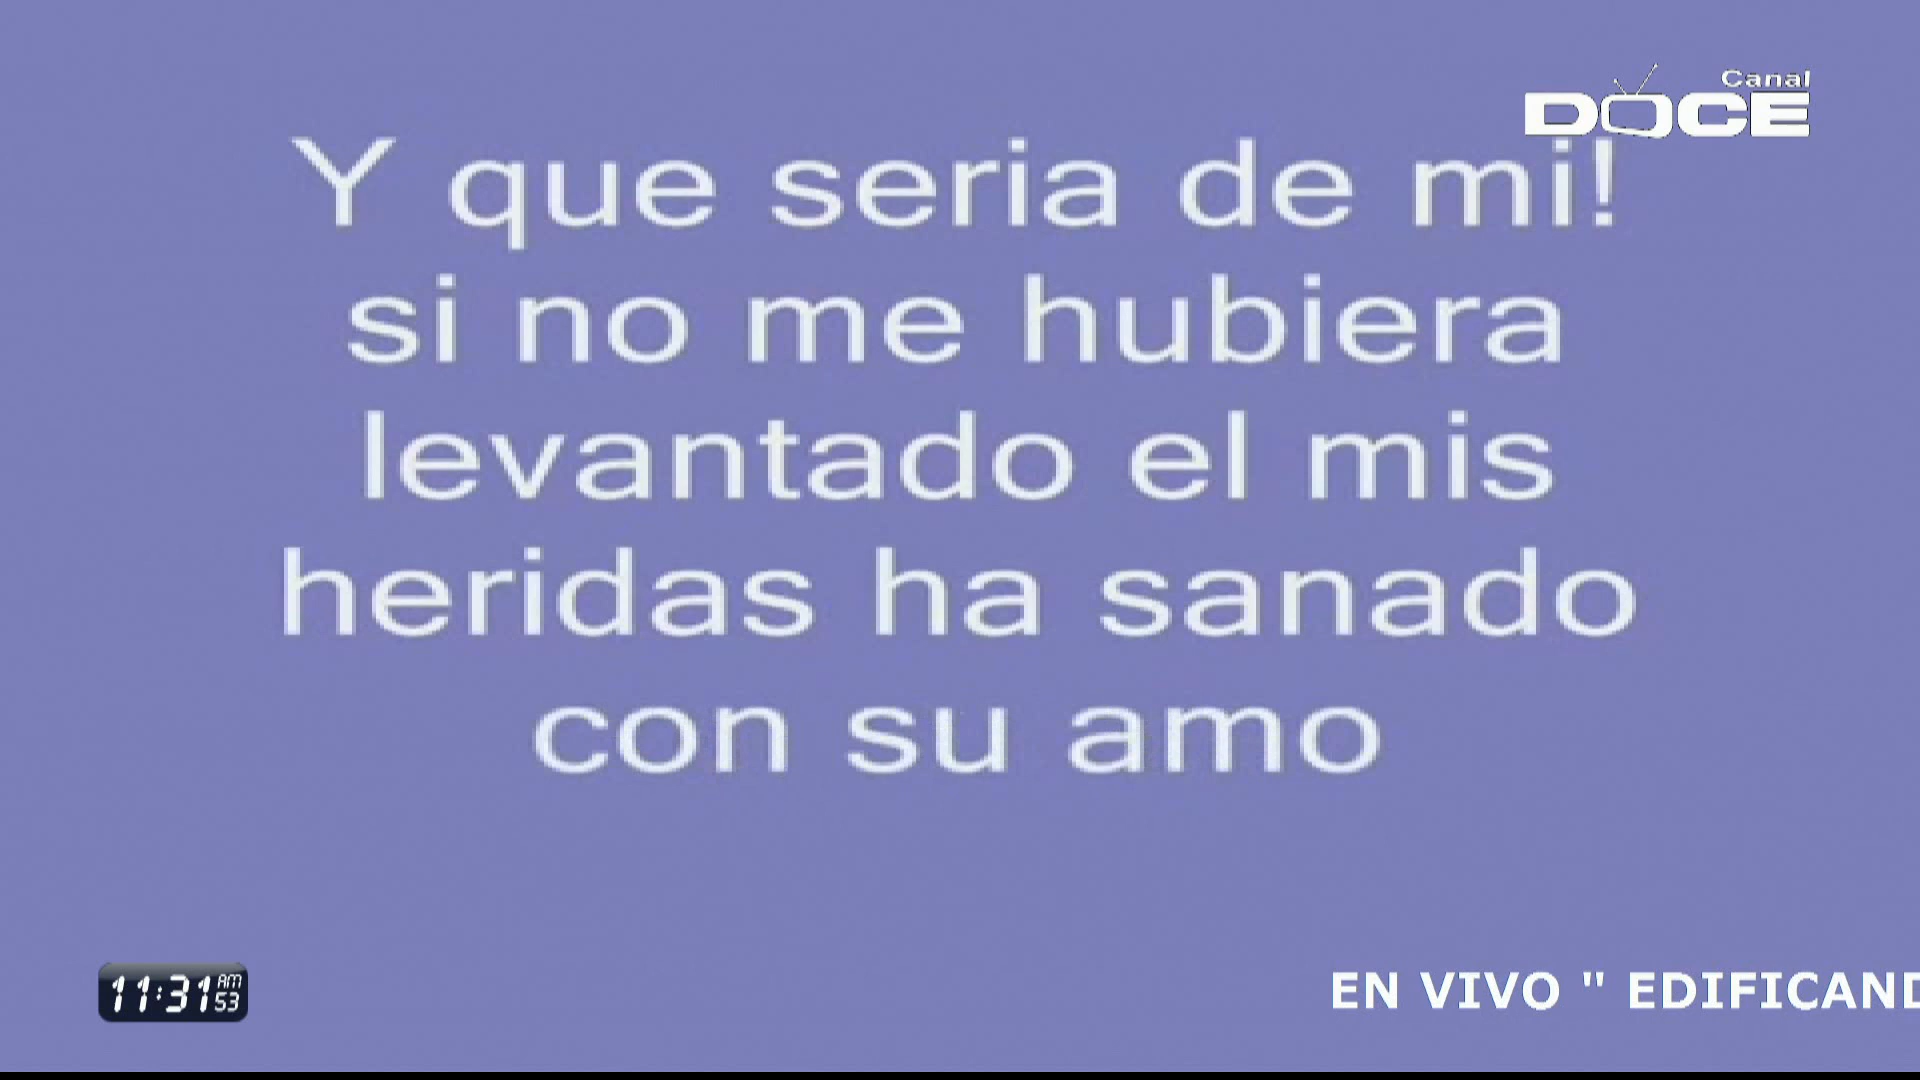 Canal
DOCE
Y que seria de mi!
si no me hubiera
levantado el mis
heridas ha sanado
con su amo
11:31 AM 53
EN VIVO " EDIFICAND